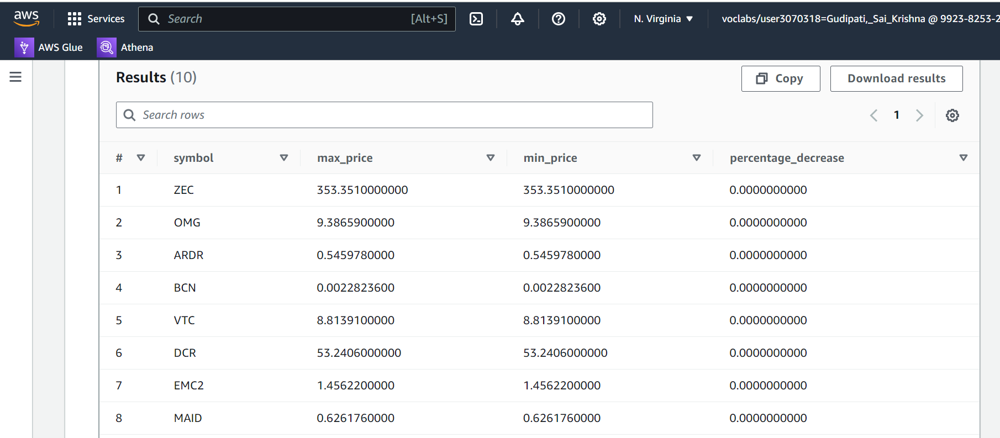 aws Services Search [Alt+S] N. Virginia voclabs/user3070318=Gudipati,_Sai_Krishna @ 9923-8253-2
AWS Glue Athena
Results (10) Copy Download results
Search rows 1
# symbol max_price min_price percentage_decrease
1 ZEC 353.3510000000 353.3510000000 0.0000000000
2 OMG 9.3865900000 9.3865900000 0.0000000000
3 ARDR 0.5459780000 0.5459780000 0.0000000000
4 BCN 0.0022823600 0.0022823600 0.0000000000
5 VTC 8.8139100000 8.8139100000 0.0000000000
6 DCR 53.2406000000 53.2406000000 0.0000000000
7 EMC2 1.4562200000 1.4562200000 0.0000000000
8 MAID 0.6261760000 0.6261760000 0.0000000000